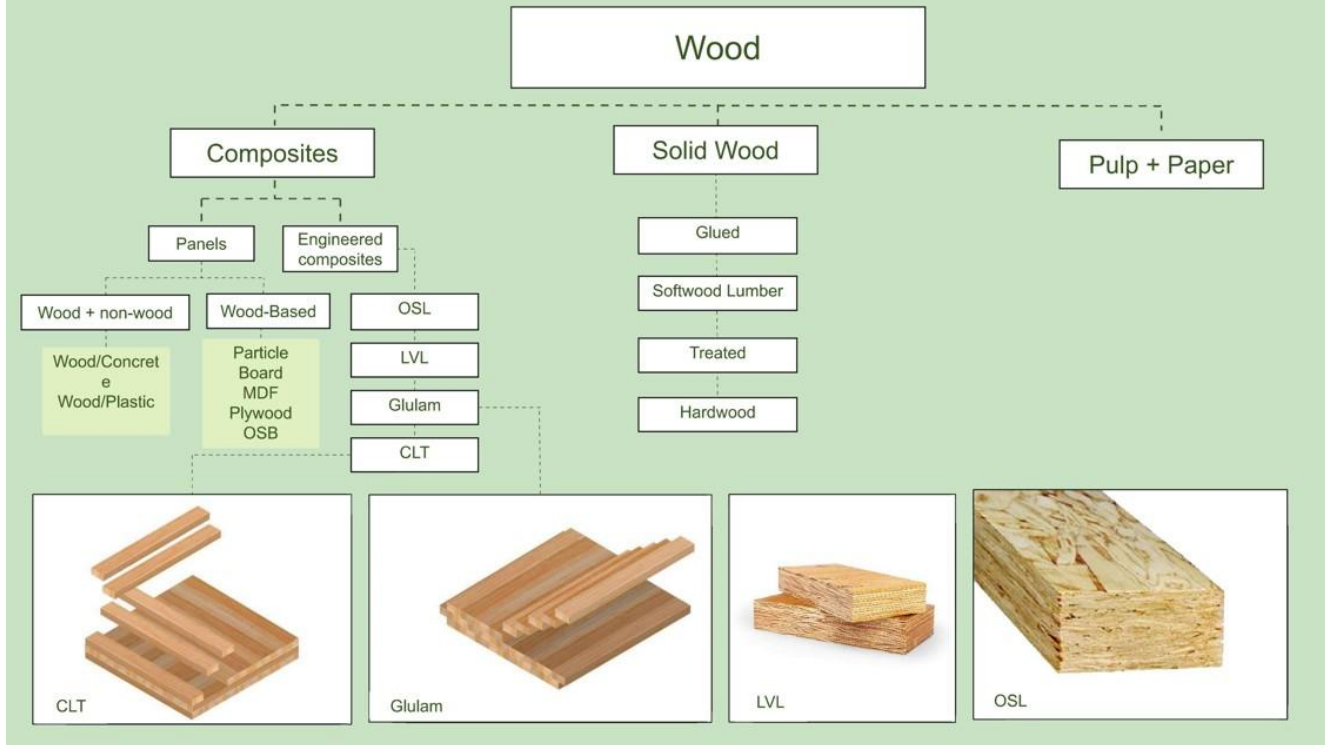 Wood
Composites
Solid Wood
Pulp + Paper
Panels
Engineered
composites
Glued
Wood + non-wood
Wood-Based
OSL
Softwood Lumber
Wood/Concret
e
Wood/Plastic
Particle
Board
MDF
Plywood
OSB
LVL
Treated
Glulam
Hardwood
CLT
CLT
Glulam
LVL
OSL